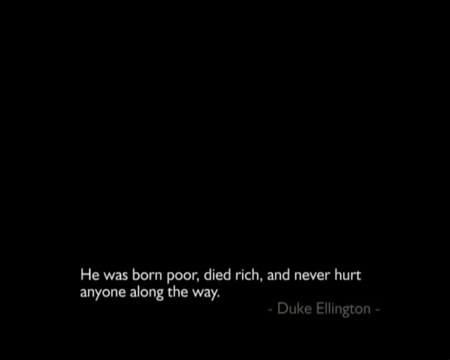 He was born poor, died rich, and never hurt
anyone along the way.
- Duke Ellington -